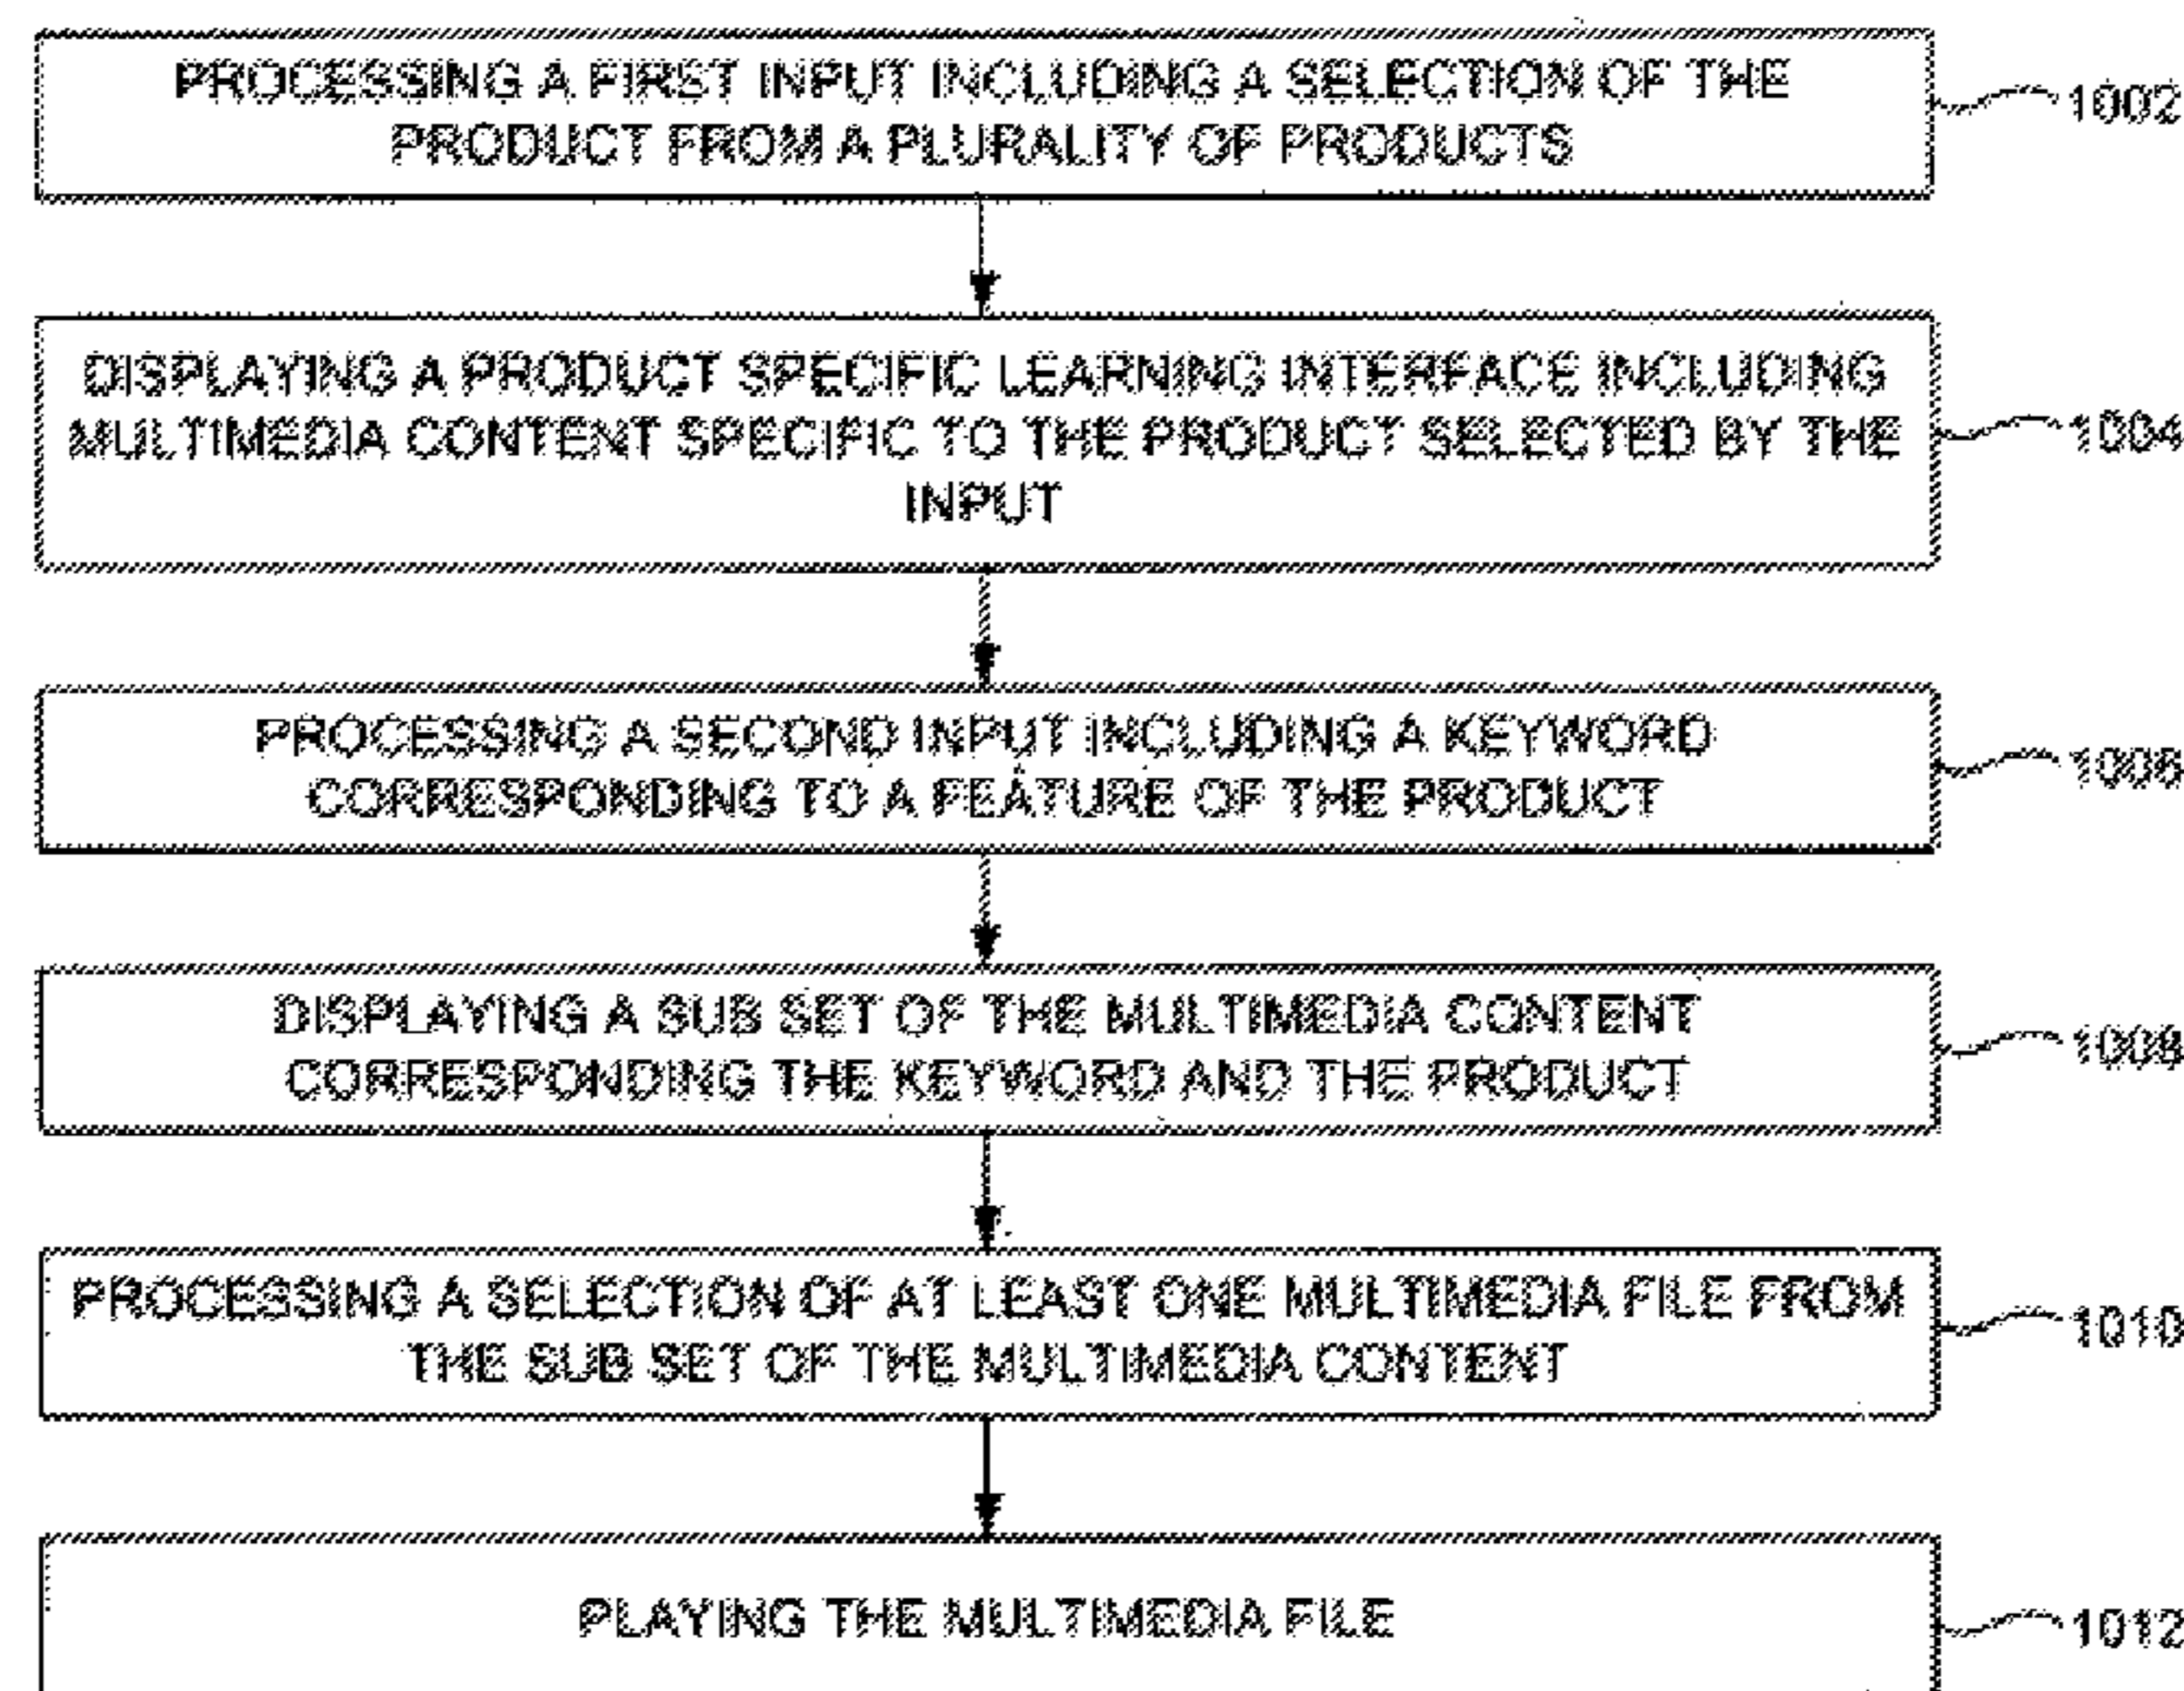 PROCESSING A FIRST INPUT INCLUDING A SELECTION OF THE
PRODUCT FROM A PLURALITY OF PRODUCTS
1002
DISPLAYING A PRODUCT SPECIFIC LEARNING INTERFACE INCLUDING
MULTIMEDIA CONTENT SPECIFIC TO THE PRODUCT SELECTED BY THE
INPUT
1004
PROCESSING A SECOND INPUT INCLUDING A KEYWORD
CORRESPONDING TO A FEATURE OF THE PRODUCT
1006
DISPLAYING A SUB SET OF THE MULTIMEDIA CONTENT
CORRESPONDING THE KEYWORD AND THE PRODUCT
1008
PROCESSING A SELECTION OF AT LEAST ONE MULTIMEDIA FILE FROM
THE SUB SET OF THE MULTIMEDIA CONTENT
1010
PLAYING THE MULTIMEDIA FILE
1012